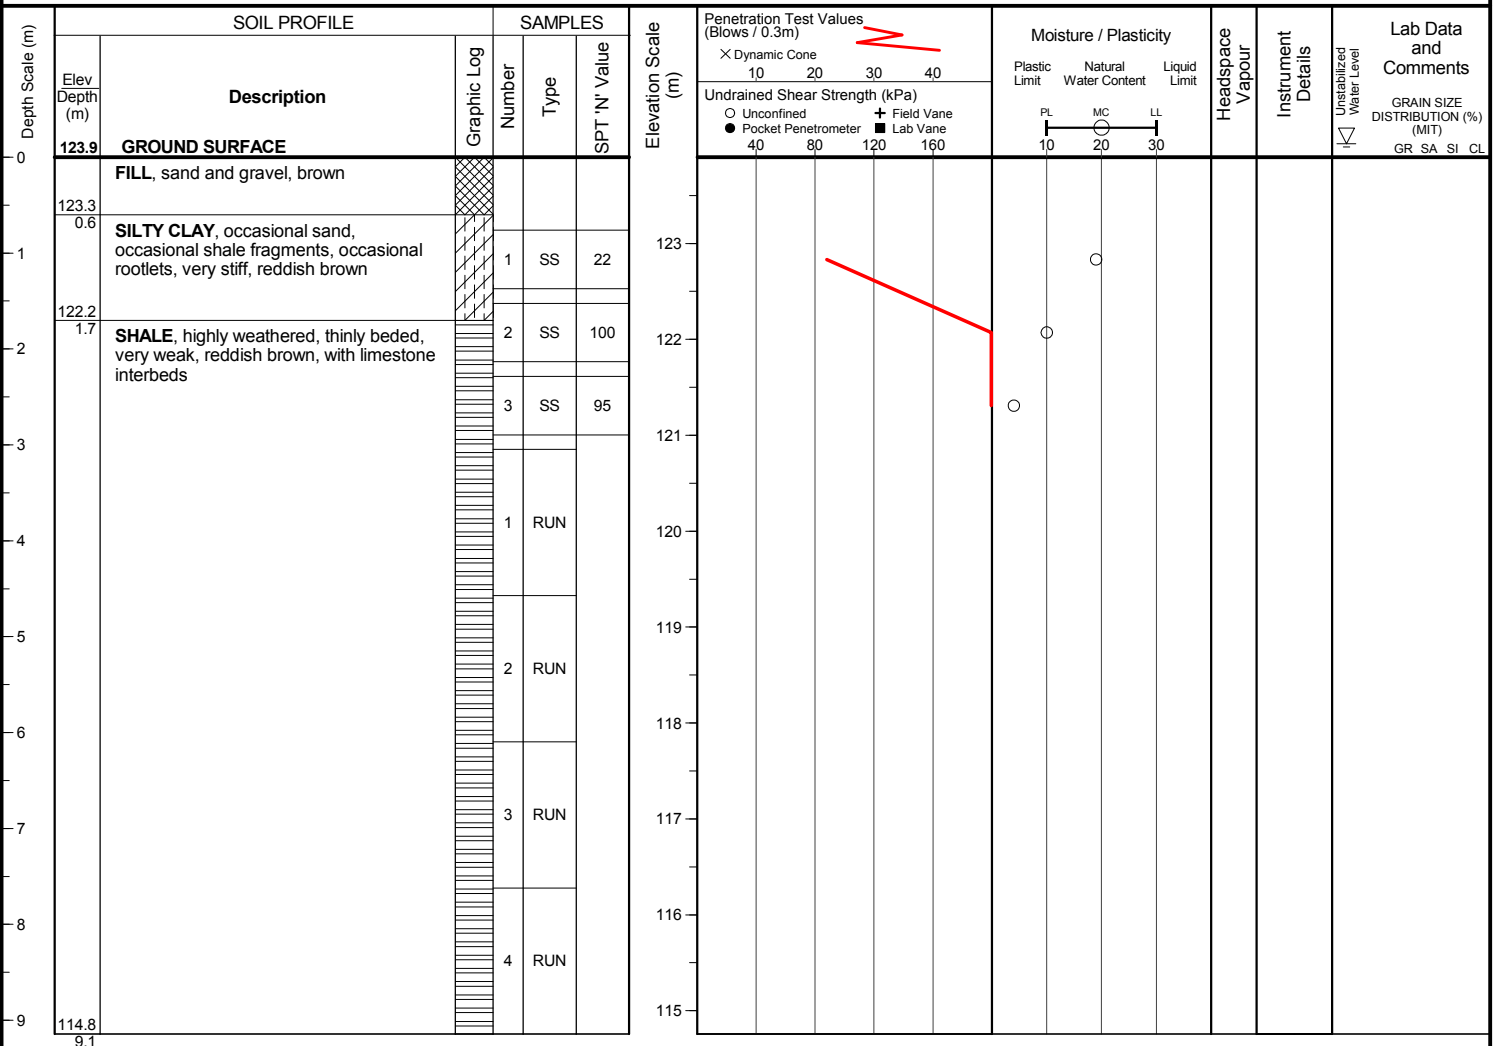 SOIL PROFILE
SAMPLES
Depth Scale (m)
Elev
Depth
(m)
Description
Graphic Log
Number
Type
SPT 'N' Value
Elevation Scale
(m)
Penetration Test Values
(Blows / 0.3m)
× Dynamic Cone
10 20 30 40
Undrained Shear Strength (kPa)
Unconfined
Field Vane
Pocket Penetrometer
Lab Vane
40 80 120 160
Moisture / Plasticity
Plastic Limit
Natural Water Content
Liquid Limit
PL MC LL
10 20 30
Headspace
Vapour
Instrument
Details
Unstabilized
Water Level
Lab Data
and
Comments
GRAIN SIZE
DISTRIBUTION (%)
(MIT)
GR SA SI CL
123.9 GROUND SURFACE
0
FILL, sand and gravel, brown
123.3
0.6
SILTY CLAY, occasional sand,
occasional shale fragments, occasional
rootlets, very stiff, reddish brown
1
1 SS 22
123
122.2
1.7
SHALE, highly weathered, thinly beded,
very weak, reddish brown, with limestone
interbeds
2
2 SS 100
122
3 SS 95
121
3
1 RUN
120
4
119
5
2 RUN
118
6
3 RUN
117
7
116
8
4 RUN
115
9
114.8
9.1